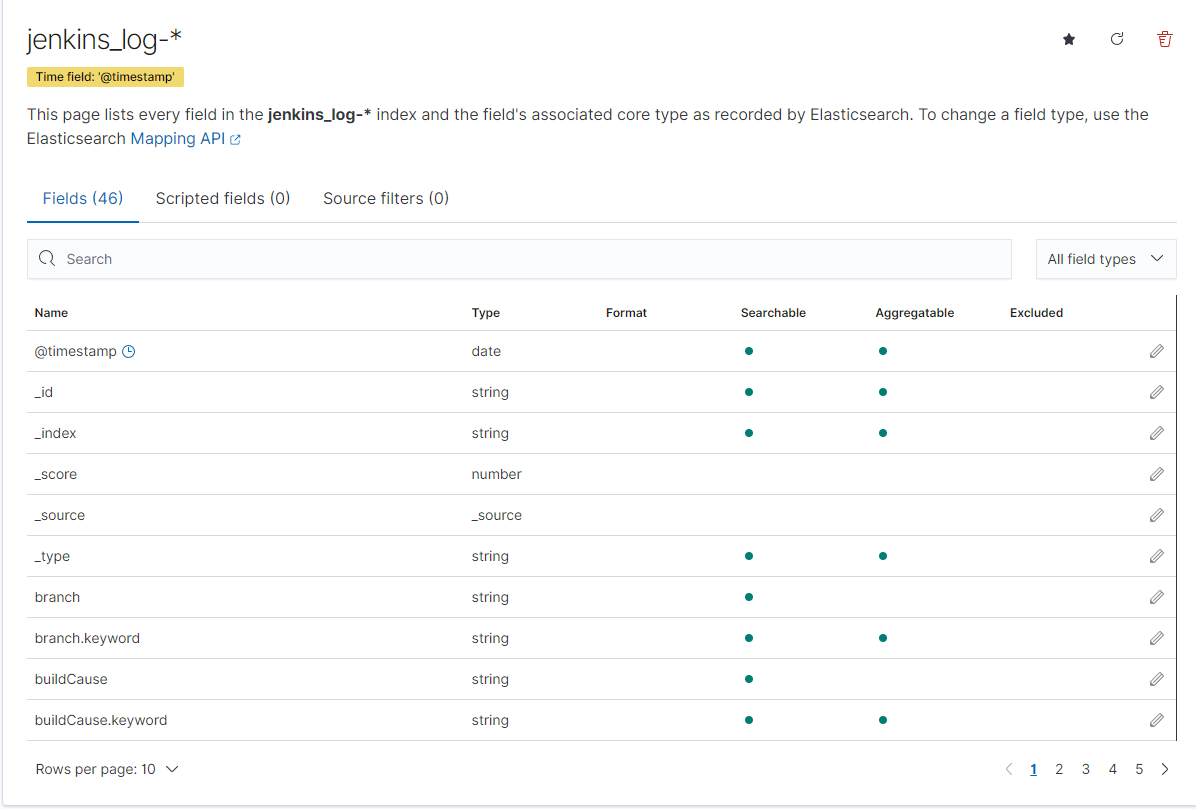 jenkins_log-*
Time field: '@timestamp'
This page lists every field in the jenkins_log-* index and the field's associated core type as recorded by Elasticsearch. To change a field type, use the
Elasticsearch Mapping API
Fields (46) Scripted fields (0) Source filters (0)
Search All field types
Name Type Format Searchable Aggregatable Excluded
@timestamp date
_id string
_index string
_score number
_source _source
_type string
branch string
branch.keyword string
buildCause string
buildCause.keyword string
Rows per page: 10 1 2 3 4 5